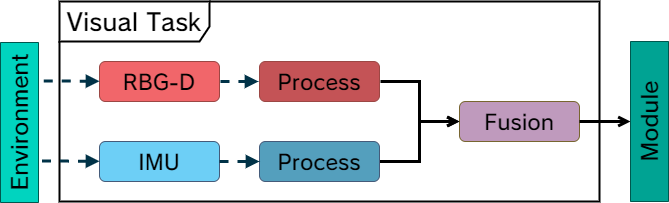 Visual Task
Environment
RBG-D
Process
IMU
Process
Fusion
Module